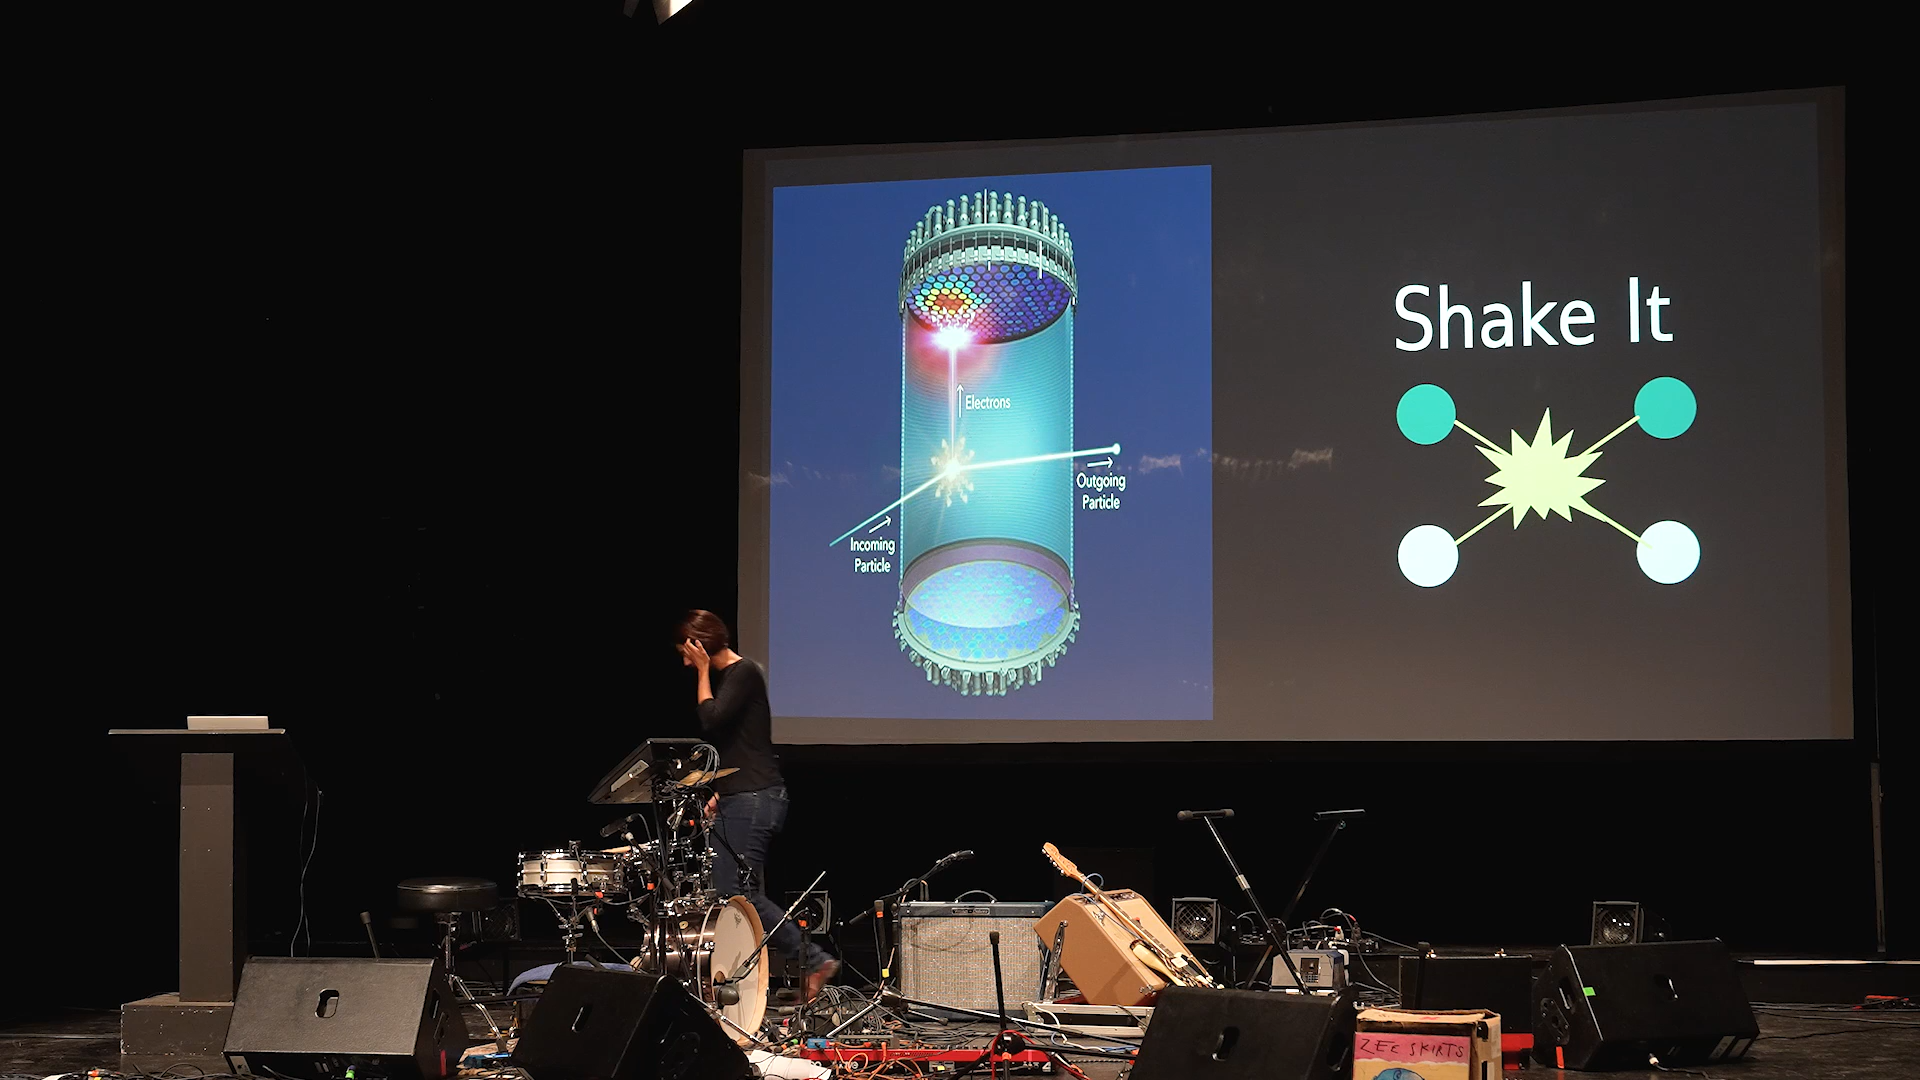 Shake It
Electrons
Outgoing
Particle
Incoming
Particle
ZEE SKIRTS